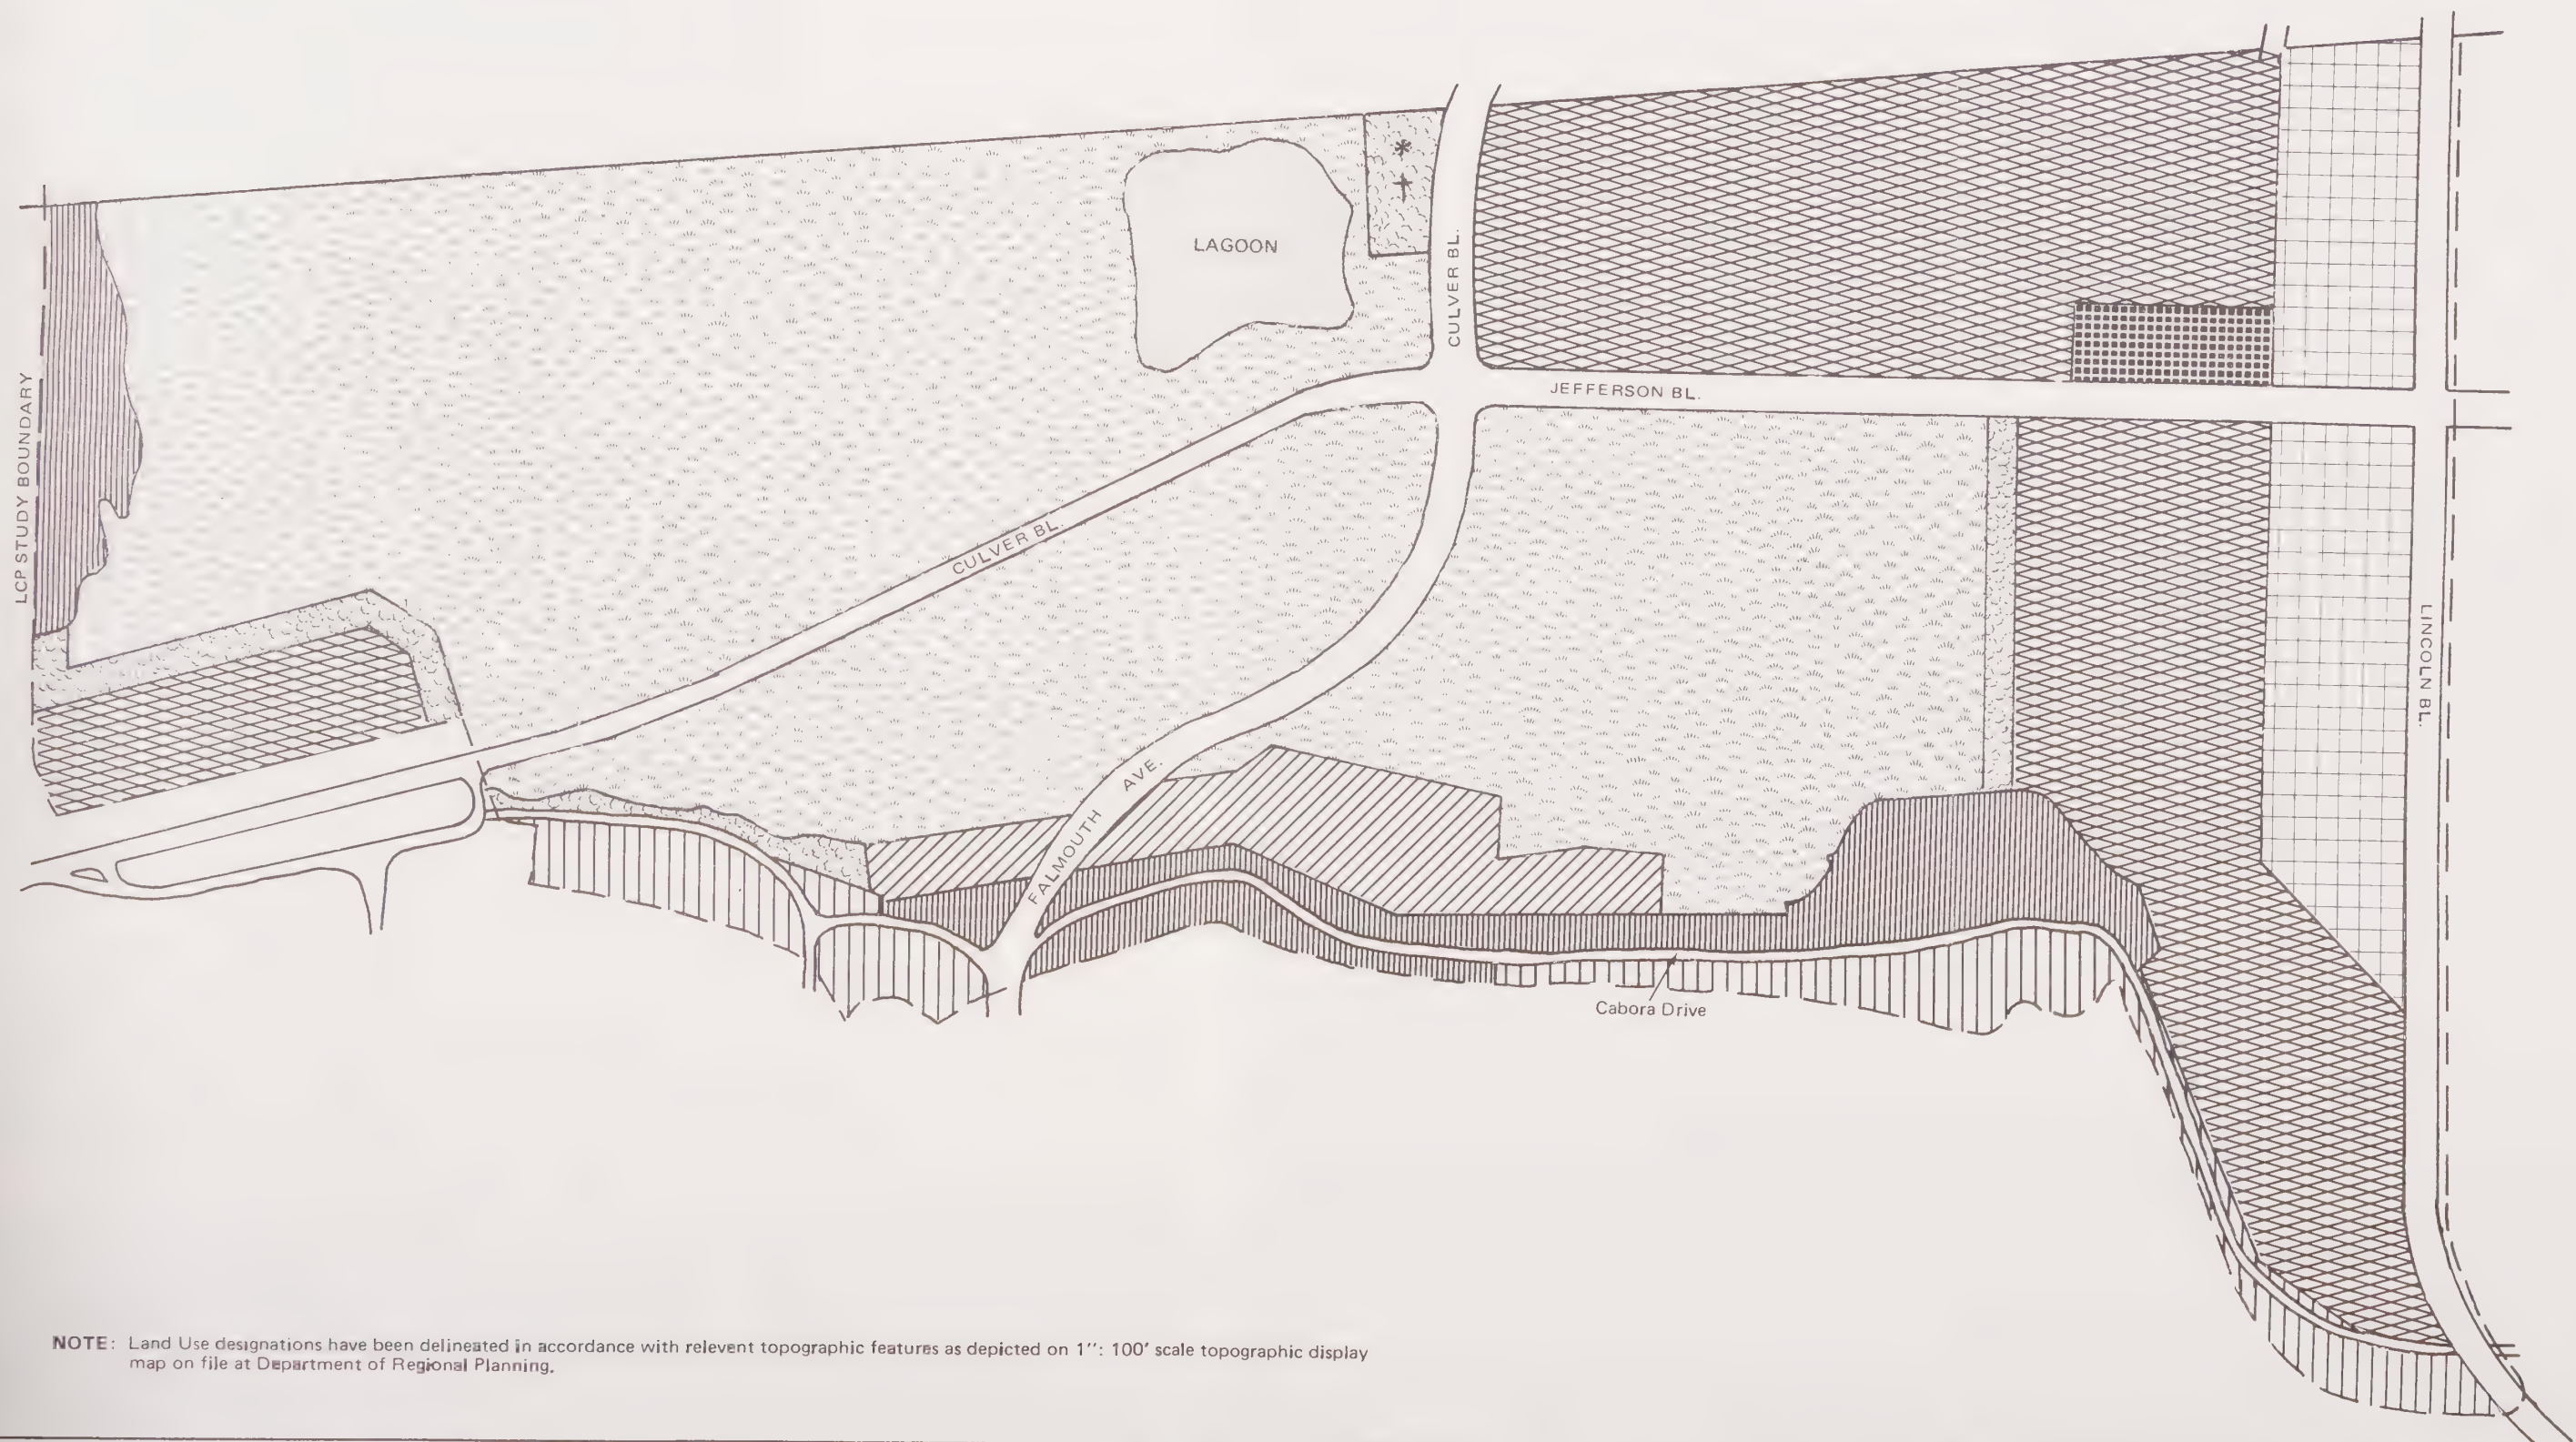 LAGOON
CULVER BL.
JEFFERSON BL.
LCP STUDY BOUNDARY
CULVER BL.
LINCOLN BL.
FALMOUTH AVE.
Cabora Drive
NOTE: Land Use designations have been delineated in accordance with relevent topographic features as depicted on 1": 100' scale topographic display
map on file at Department of Regional Planning.